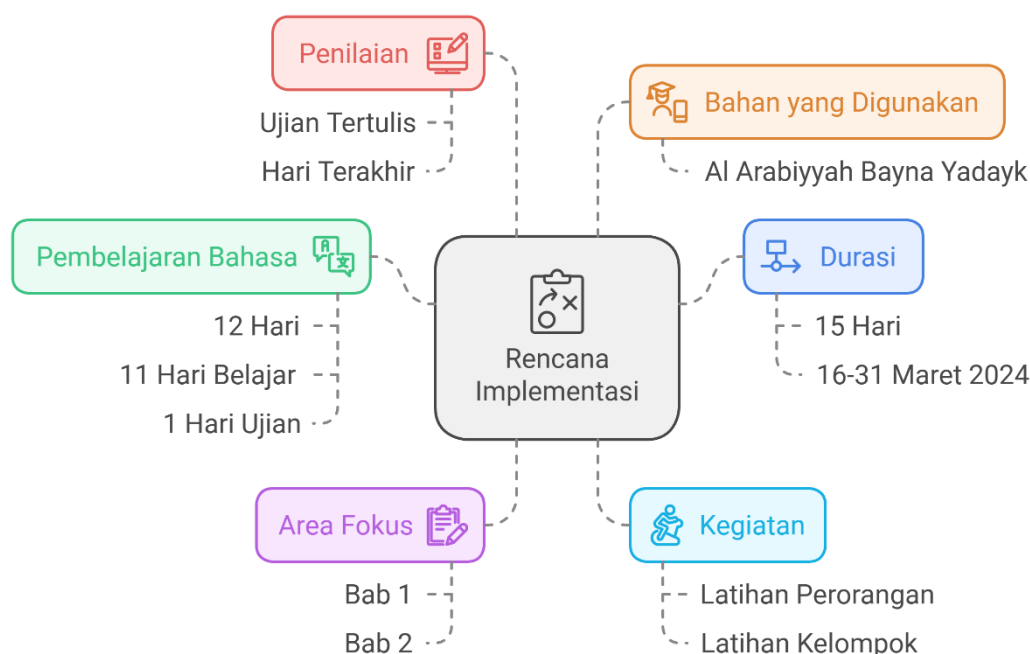 Penilaian
Ujian Tertulis
Hari Terakhir
Bahan yang Digunakan
Al Arabiyyah Bayna Yadayk
Pembelajaran Bahasa
12 Hari
11 Hari Belajar
1 Hari Ujian
Rencana
Implementasi
Durasi
15 Hari
16-31 Maret 2024
Area Fokus
Bab 1
Bab 2
Kegiatan
Latihan Perorangan
Latihan Kelompok